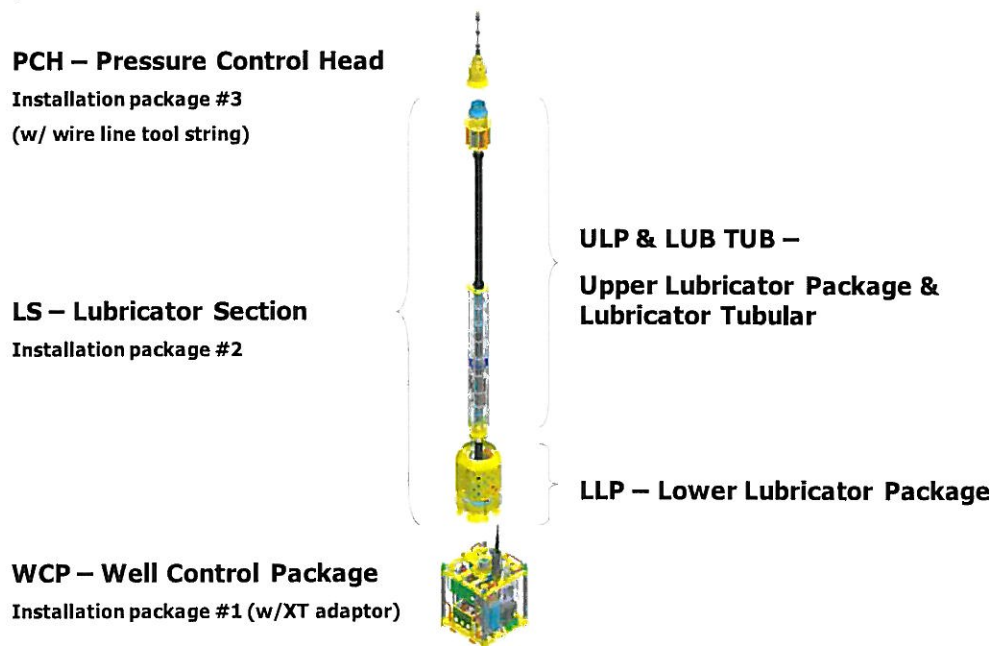 PCH – Pressure Control Head
Installation package #3
(w/ wire line tool string)
ULP & LUB TUB –
Upper Lubricator Package &
Lubricator Tubular
LS – Lubricator Section
Installation package #2
LLP – Lower Lubricator Package
WCP – Well Control Package
Installation package #1 (w/XT adaptor)